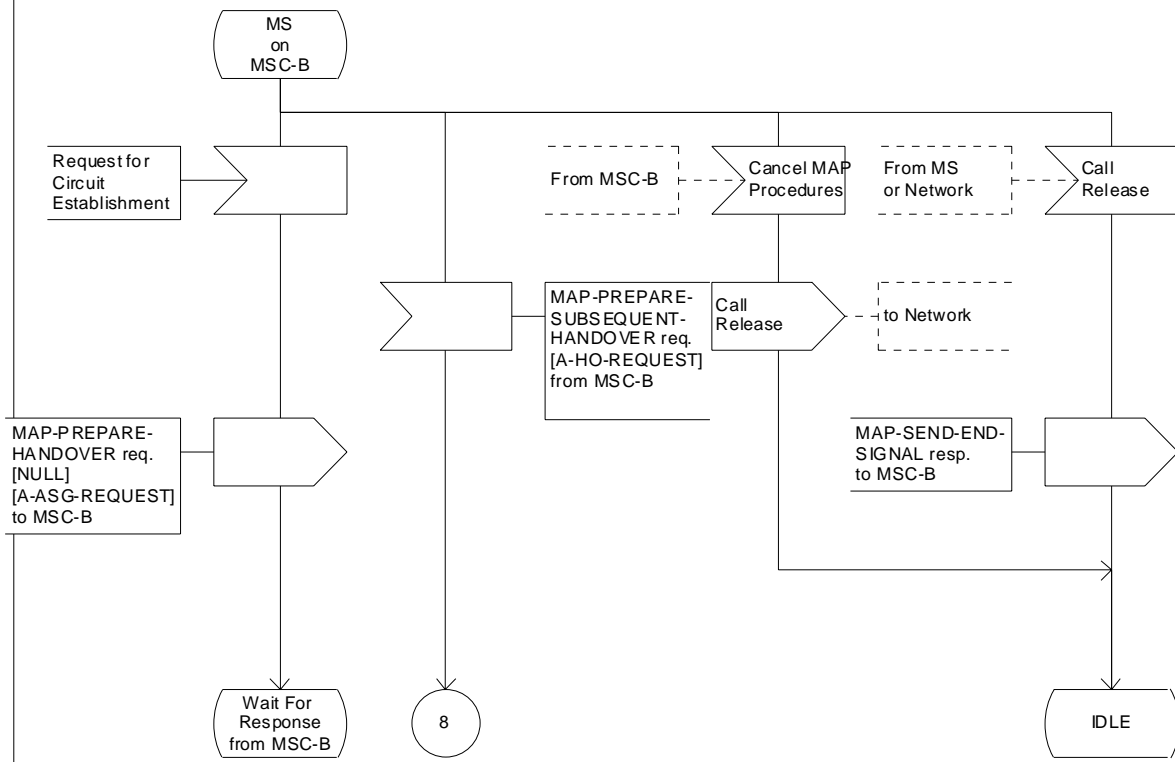 MS
on
MSC-B
Request for
Circuit
Establishment
From MSC-B
Cancel MAP
Procedures
From MS
or Network
Call
Release
MAP-PREPARE-
SUBSEQUENT-
HANDOVER req.
[A-HO-REQUEST]
from MSC-B
Call
Release
to Network
MAP-PREPARE-
HANDOVER req.
[NULL]
[A-ASG-REQUEST]
to MSC-B
MAP-SEND-END-
SIGNAL resp.
to MSC-B
Wait For
Response
from MSC-B
8
IDLE